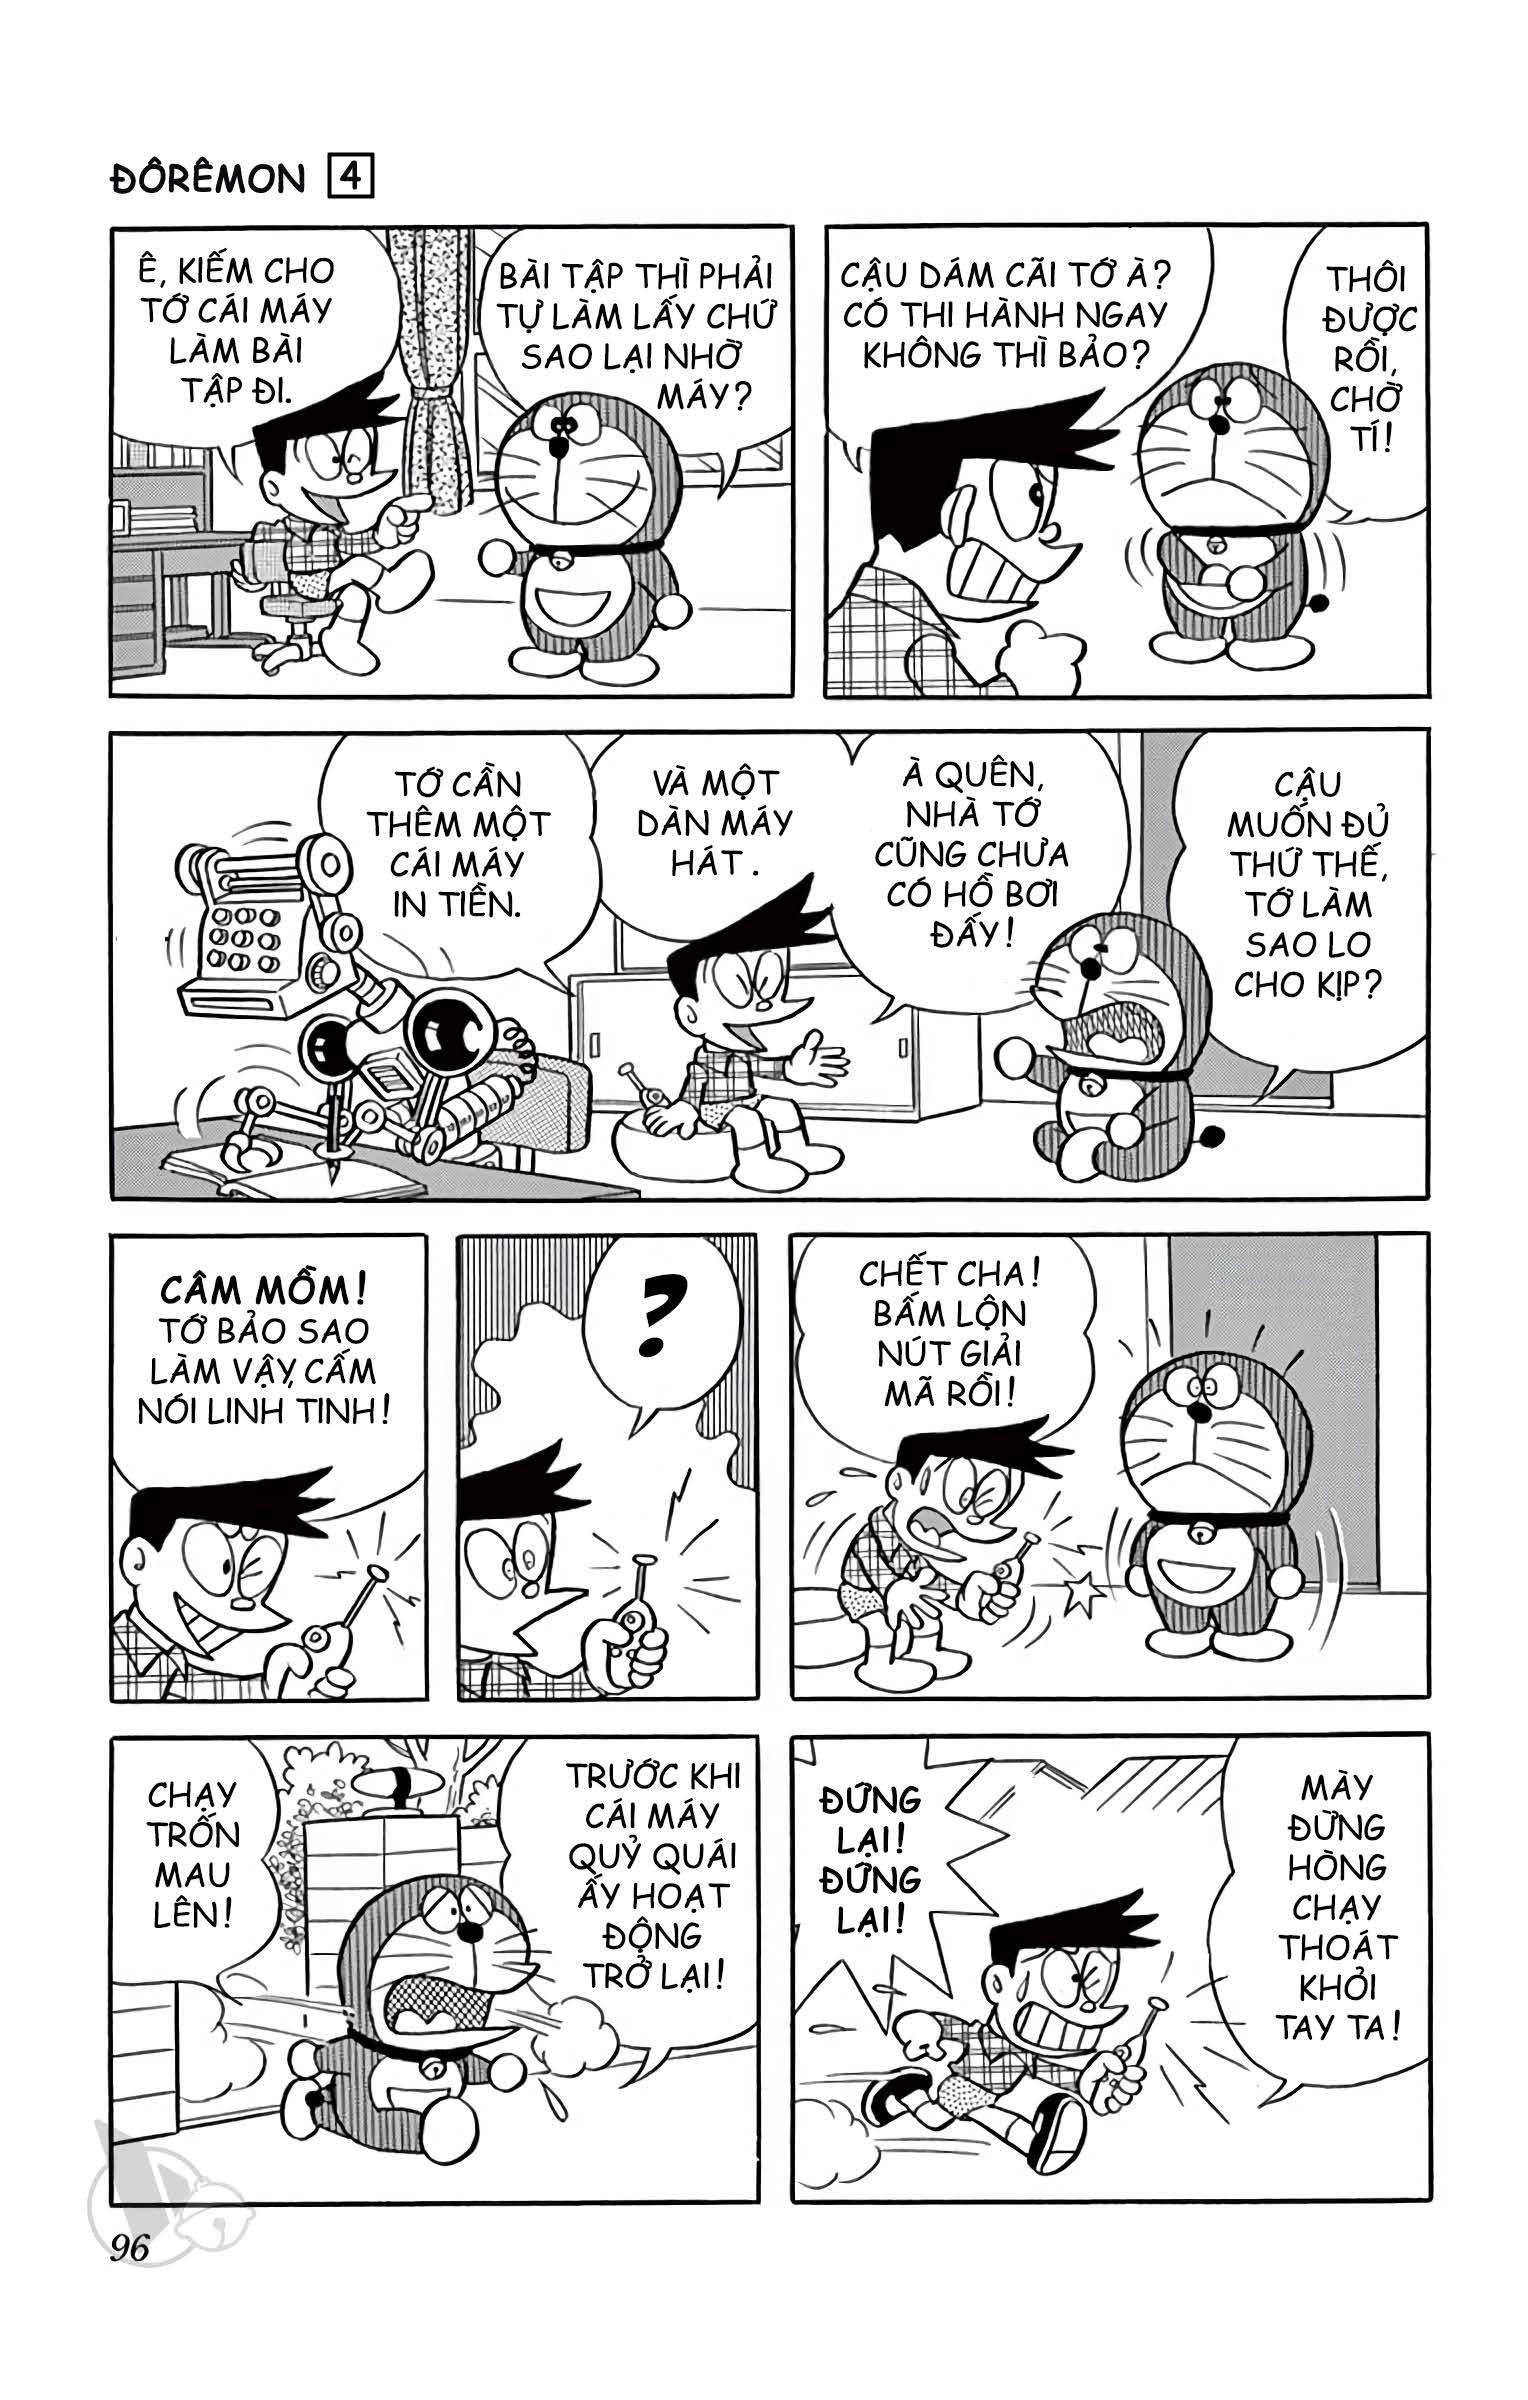 ĐÔRÊMON 4
Ê, KIẾM CHO
TỚ CÁI MÁY
LÀM BÀI
TẬP ĐI.
BÀI TẬP THÌ PHẢI
TỰ LÀM LẤY CHỨ
SAO LẠI NHỜ
MÁY?
CẬU DÁM CÃI TỚ À?
CÓ THI HÀNH NGAY
KHÔNG THÌ BẢO?
THÔI
ĐƯỢC
RỒI,
CHỜ
TÍ!
TỚ CẦN
THÊM MỘT
CÁI MÁY
IN TIỀN.
VÀ MỘT
DÀN MÁY
HÁT.
À QUÊN,
NHÀ TỚ
CŨNG CHƯA
CÓ HỒ BƠI
ĐẤY!
CẬU
MUỐN ĐỦ
THỨ THẾ,
TỚ LÀM
SAO LO
CHO KỊP?
CÂM MỒM!
TỚ BẢO SAO
LÀM VẬY, CẤM
NÓI LINH TINH!
?
CHẾT CHA!
BẤM LỘN
NÚT GIẢI
MÃ RỒI!
CHẠY
TRỐN
MAU
LÊN!
TRƯỚC KHI
CÁI MÁY
QUỶ QUÁI
ẤY HOẠT
ĐỘNG
TRỞ LẠI!
ĐỨNG
LẠI!
ĐỨNG
LẠI!
MÀY
ĐỪNG
HÒNG
CHẠY
THOÁT
KHỎI
TAY TA!
96